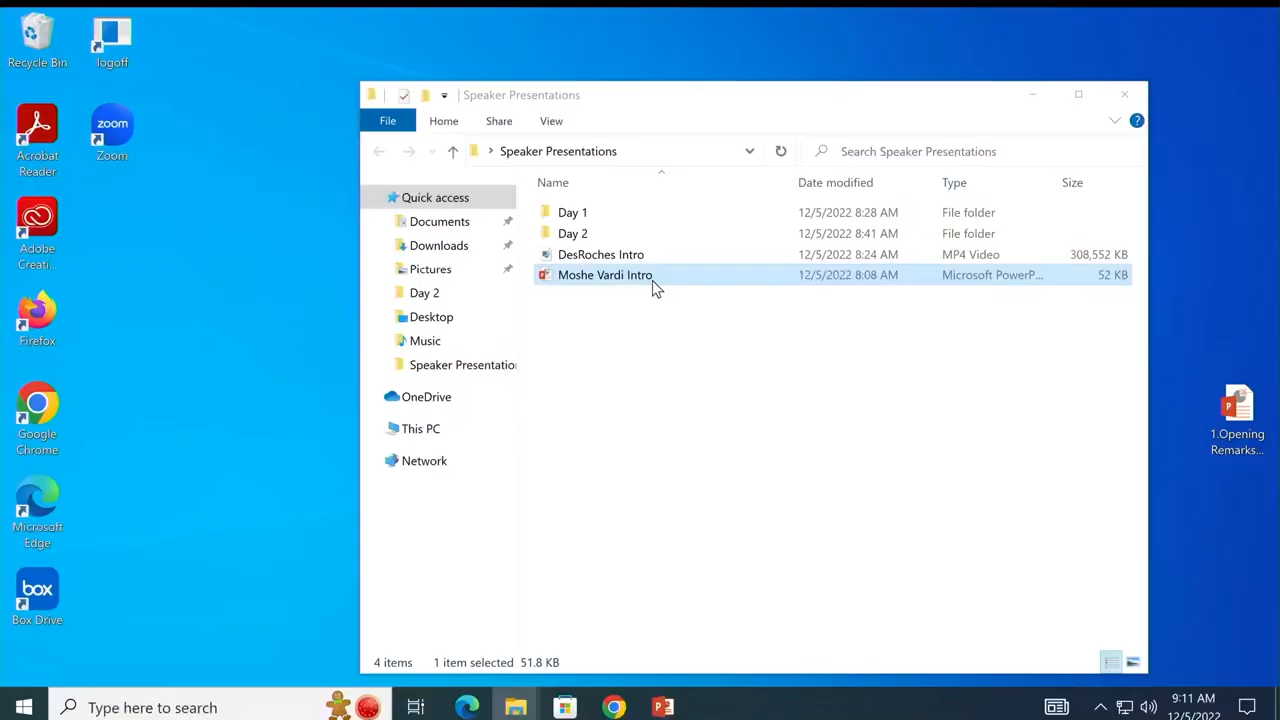 Recycle Bin
logoff
Acrobat
Reader
zoom
Zoom
Adobe
Creati...
Firefox
Google
Chrome
Microsoft
Edge
box
Box Drive
Speaker Presentations
File Home Share View
Speaker Presentations
Search Speaker Presentations
Name Date modified Type Size
Quick access
Documents
Downloads
Pictures
Day 2
Desktop
Music
Speaker Presentation
OneDrive
This PC
Network
Day 1 12/5/2022 8:28 AM File folder
Day 2 12/5/2022 8:41 AM File folder
DesRoches Intro 12/5/2022 8:24 AM MP4 Video 308,552 KB
Moshe Vardi Intro 12/5/2022 8:08 AM Microsoft PowerP... 52 KB
4 items 1 item selected 51.8 KB
1.Opening
Remarks...
Type here to search
9:11 AM
12/5/2022